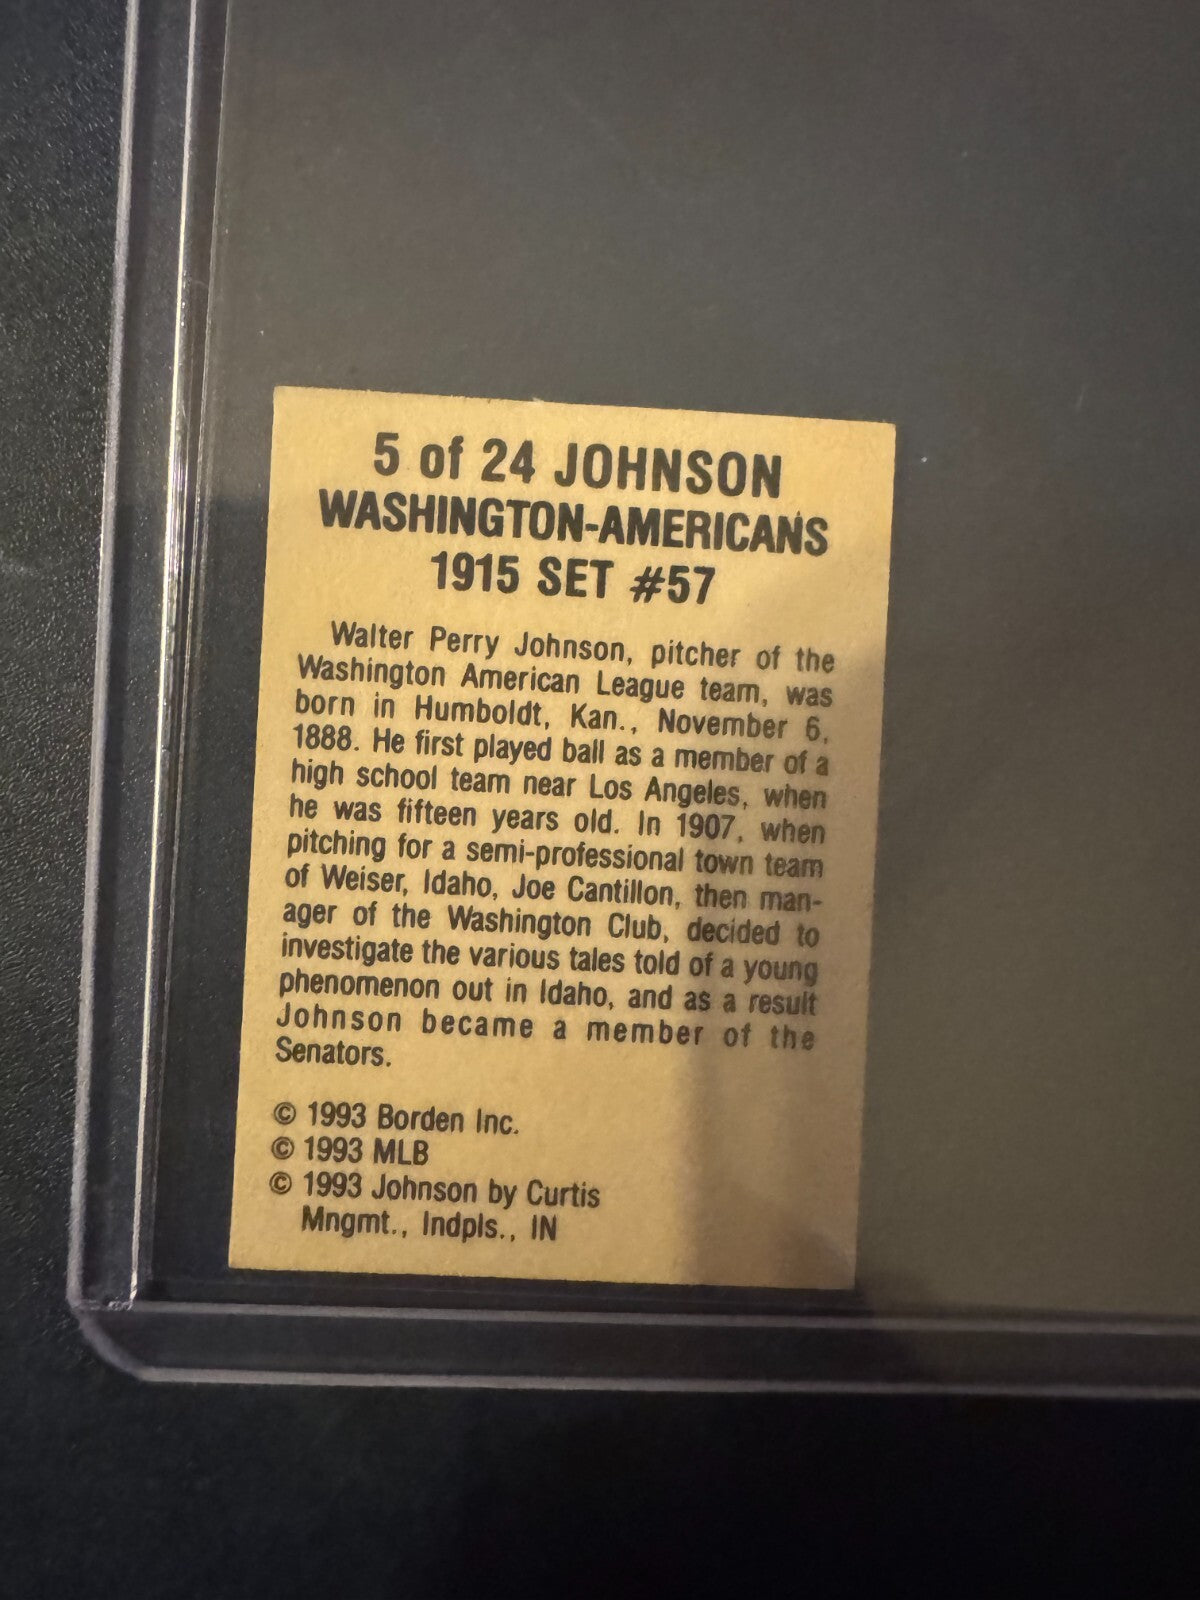 5 of 24 JOHNSON
WASHINGTON-AMERICANS
1915 SET #57
Walter Perry Johnson, pitcher of the
Washington American League team, was
born in Humboldt, Kan., November 6,
1888. He first played ball as a member of a
high school team near Los Angeles, when
he was fifteen years old. In 1907, when
pitching for a semi-professional town team
of Weiser, Idaho, Joe Cantillon, then man-
ager of the Washington Club, decided to
investigate the various tales told of a young
phenomenon out in Idaho, and as a result
Johnson became a member of the
Senators.
© 1993 Borden Inc.
© 1993 MLB
© 1993 Johnson by Curtis
Mngmt., Indpls., IN